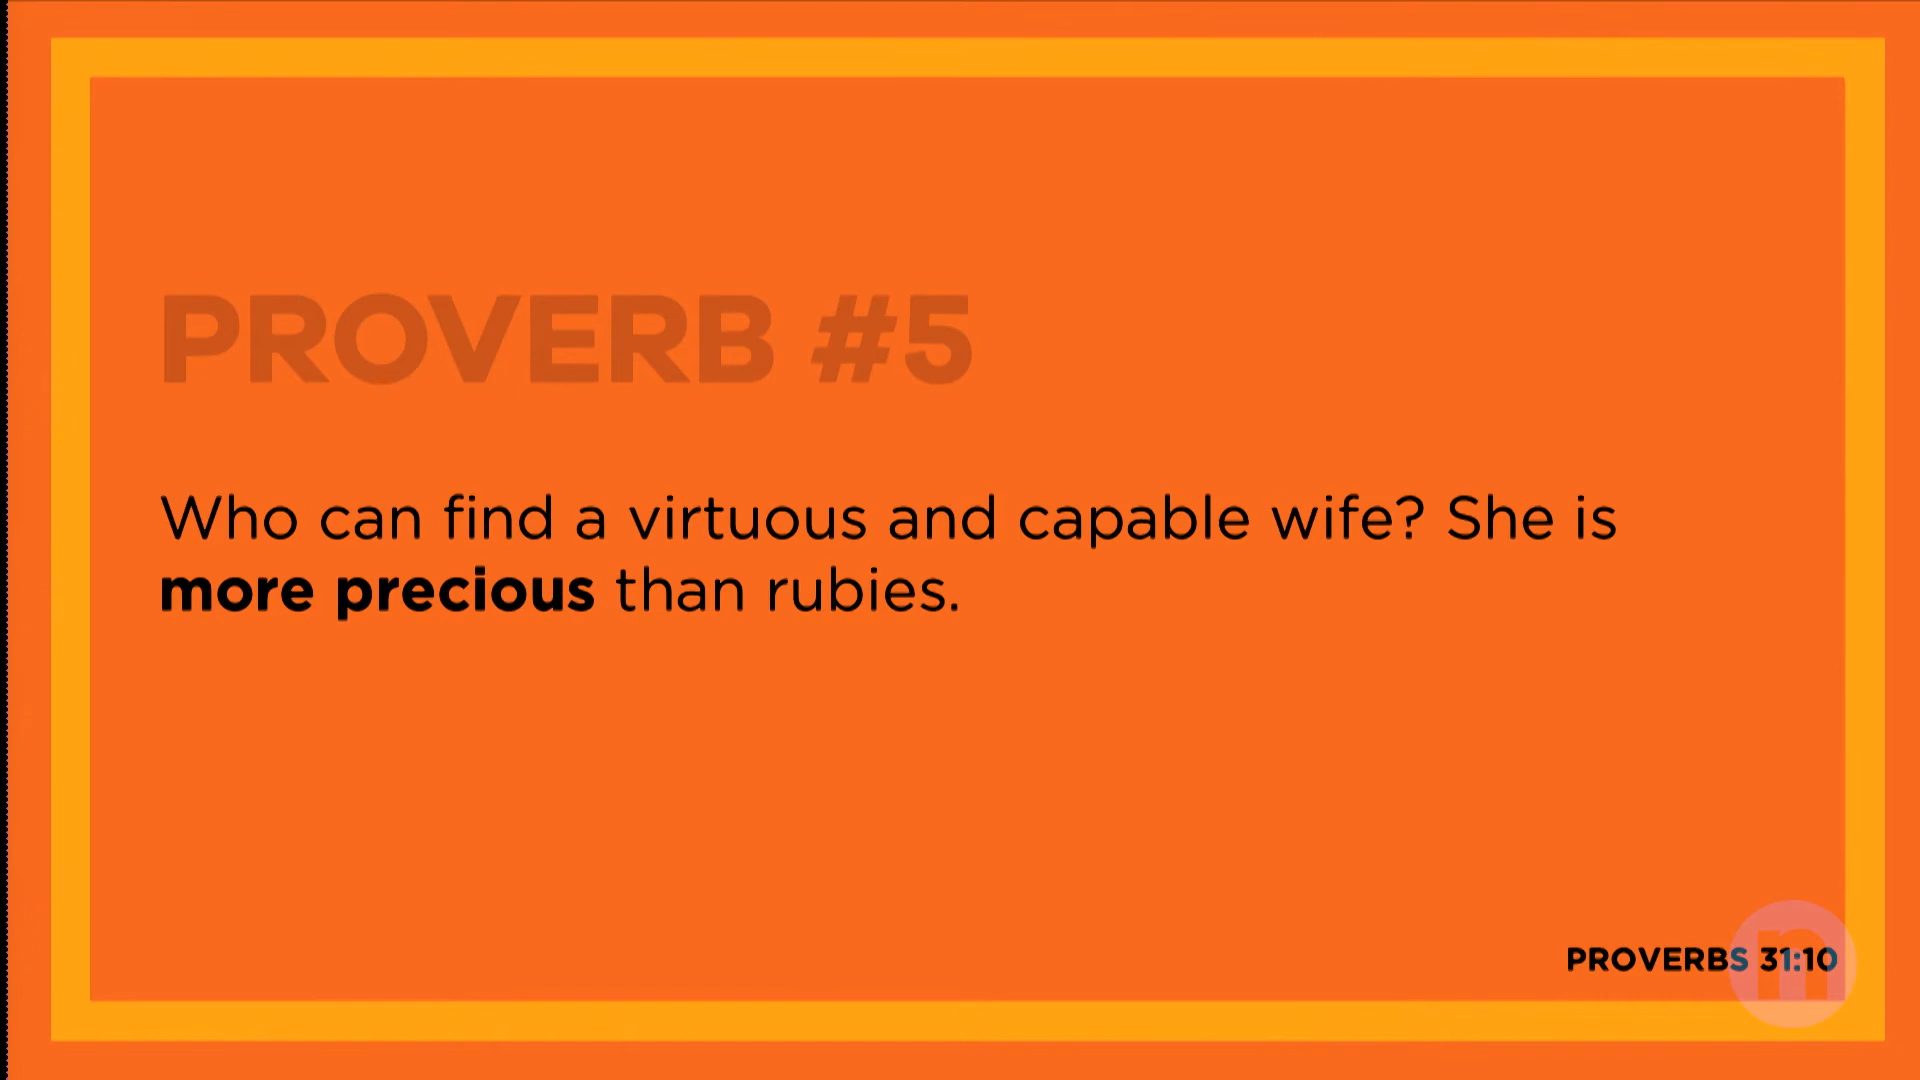 PROVERB #5
Who can find a virtuous and capable wife? She is
more precious than rubies.
PROVERBS 31:10
n